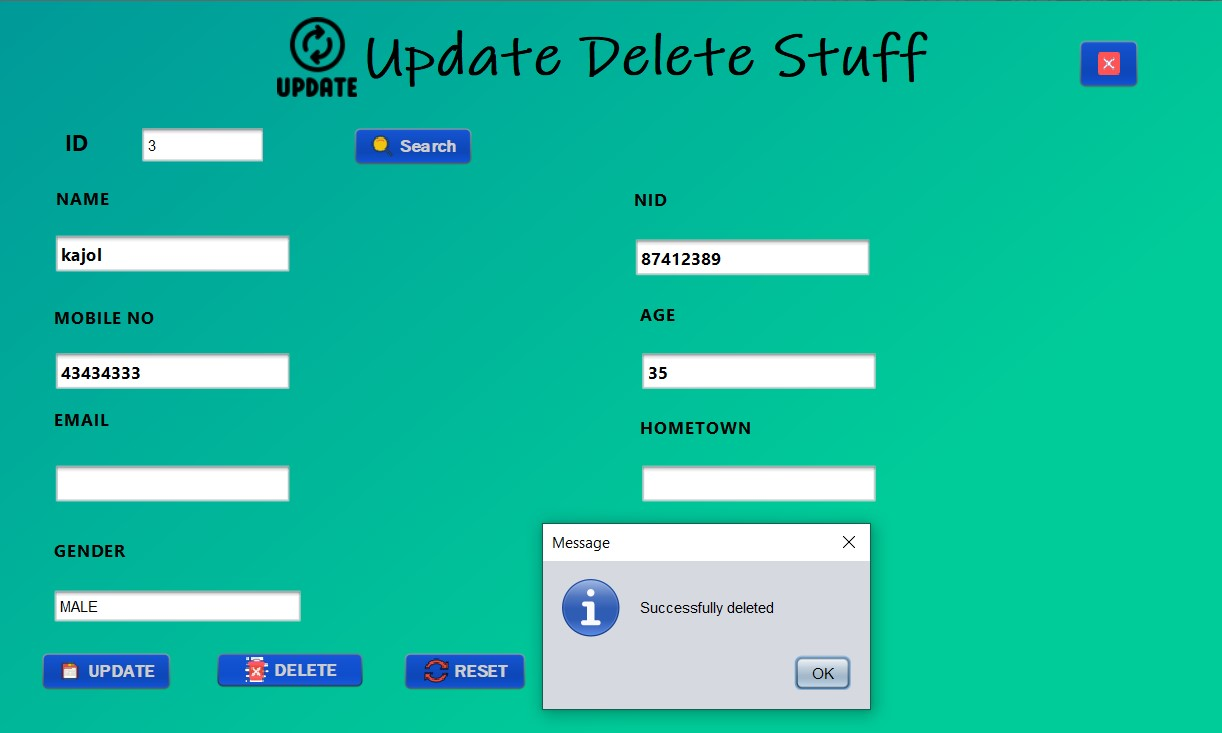 UPDATE
Update Delete Stuff
ID
3
Search
NAME
NID
kajol
87412389
MOBILE NO
AGE
43434333
35
EMAIL
HOMETOWN
GENDER
MALE
Message
Successfully deleted
OK
UPDATE
DELETE
RESET